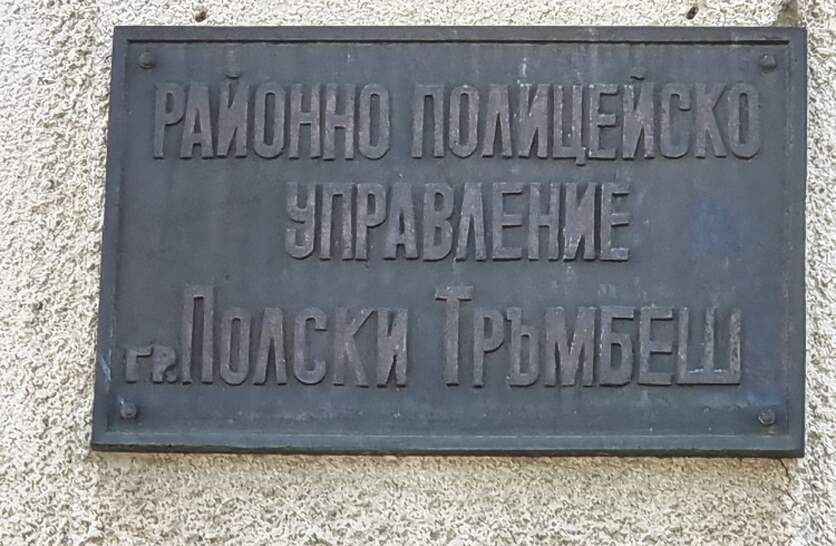 РАЙОННО ПОЛИЦЕЙСКО
УПРАВЛЕНИЕ
гр. Полски Тръмбеш